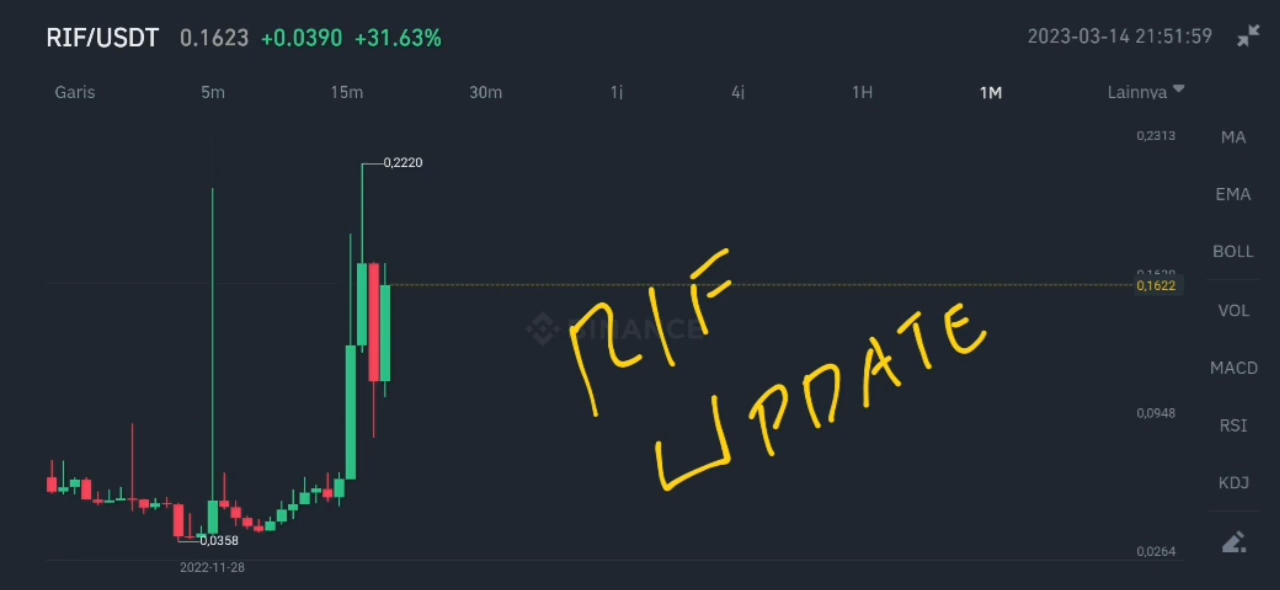 RIF/USDT 0.1623 +0.0390 +31.63% 2023-03-14 21:51:59
Garis 5m 15m 30m 1j 4j 1H 1M Lainnya
0,2313
MA
0,2220
EMA
BOLL
0,1622
VOL
BINANCE
RIF
MACD
UPDATE
0,0948
RSI
KDJ
0,0358
0,0264
2022-11-28